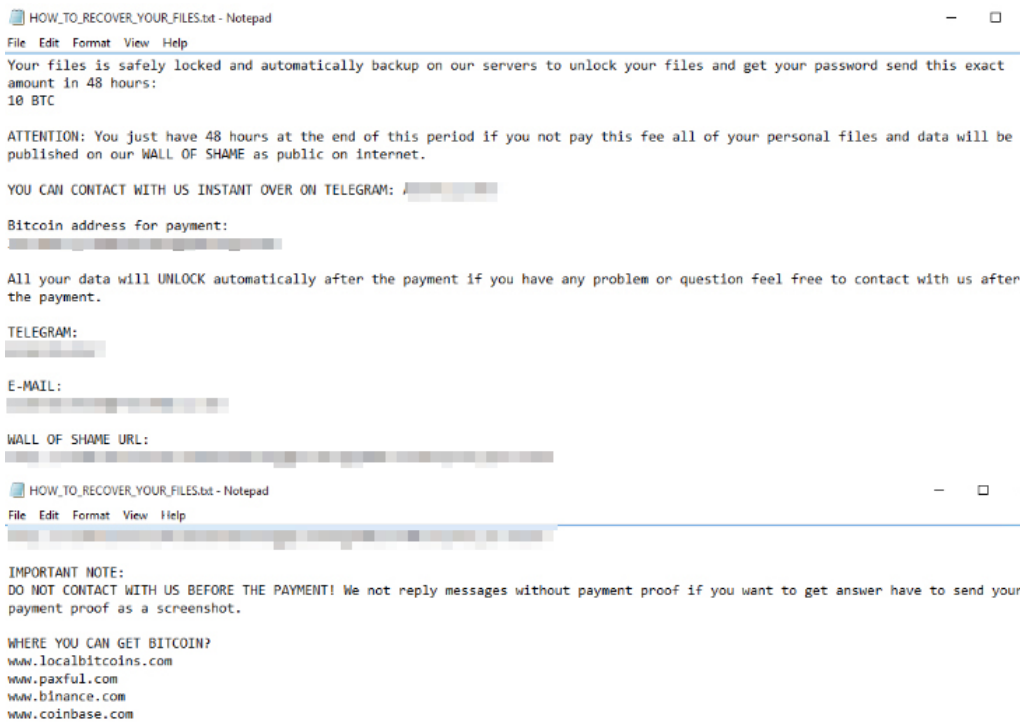 HOW_TO_RECOVER_YOUR_FILES.txt - Notepad
File Edit Format View Help
Your files is safely locked and automatically backup on our servers to unlock your files and get your password send this exact
amount in 48 hours:
10 BTC
ATTENTION: You just have 48 hours at the end of this period if you not pay this fee all of your personal files and data will be
published on our WALL OF SHAME as public on internet.
YOU CAN CONTACT WITH US INSTANT OVER ON TELEGRAM:
Bitcoin address for payment:
All your data will UNLOCK automatically after the payment if you have any problem or question feel free to contact with us after
the payment.
TELEGRAM:
E-MAIL:
WALL OF SHAME URL:
HOW_TO_RECOVER_YOUR_FILES.txt - Notepad
File Edit Format View Help
IMPORTANT NOTE:
DO NOT CONTACT WITH US BEFORE THE PAYMENT! We not reply messages without payment proof if you want to get answer have to send your
payment proof as a screenshot.
WHERE YOU CAN GET BITCOIN?
www.localbitcoins.com
www.paxful.com
www.binance.com
www.coinbase.com